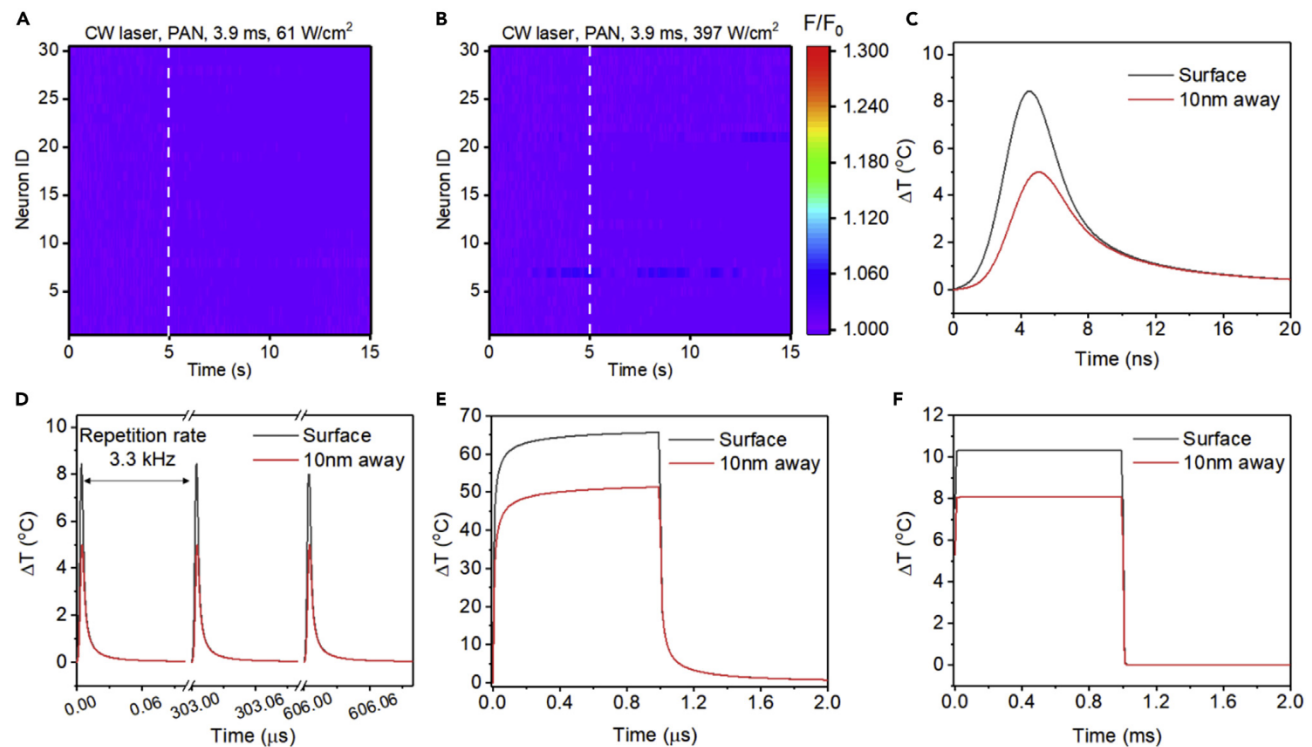 A
CW laser, PAN, 3.9 ms, 61 W/cm²
Neuron ID
30
25
20
15
10
5
0 5 10 15
Time (s)
B
CW laser, PAN, 3.9 ms, 397 W/cm²
Neuron ID
30
25
20
15
10
5
0 5 10 15
Time (s)
F/F₀
1.300
1.240
1.180
1.120
1.060
1.000
C
ΔT (°C)
10
8
6
4
2
0
Surface
10nm away
0 4 8 12 16 20
Time (ns)
D
ΔT (°C)
10
8
6
4
2
0
Repetition rate
3.3 kHz
Surface
10nm away
0.00 0.06 303.00 303.06 606.00 606.06
Time (μs)
E
ΔT (°C)
70
60
50
40
30
20
10
0
Surface
10nm away
0.0 0.4 0.8 1.2 1.6 2.0
Time (μs)
F
ΔT (°C)
12
10
8
6
4
2
0
Surface
10nm away
0.0 0.4 0.8 1.2 1.6 2.0
Time (ms)